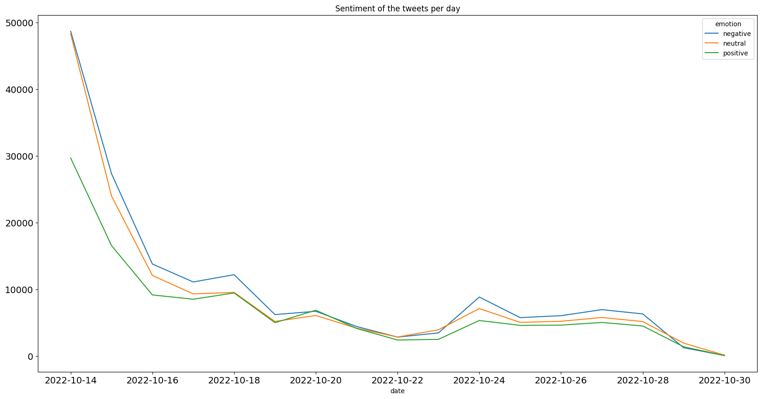 Sentiment of the tweets per day
emotion
negative
neutral
positive
50000
40000
30000
20000
10000
0
2022-10-14 2022-10-16 2022-10-18 2022-10-20 2022-10-22 2022-10-24 2022-10-26 2022-10-28 2022-10-30
date